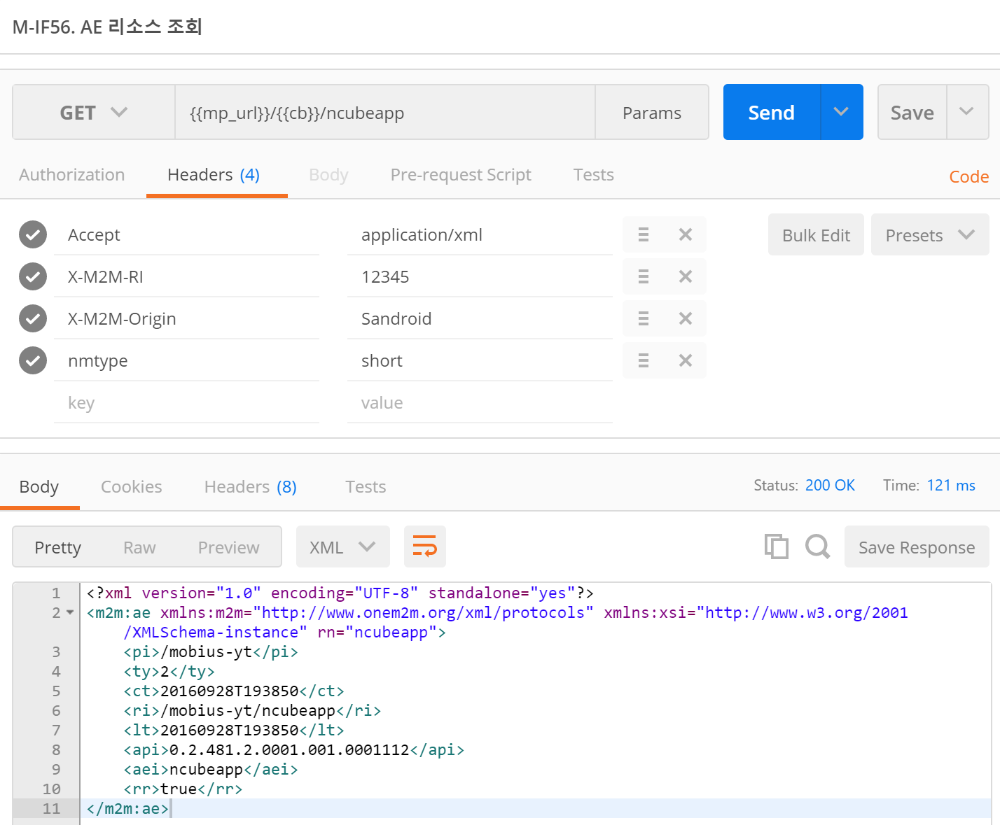 M-IF56. AE 리소스 조회
GET {{mp_url}}/{{cb}}/ncubeapp Params Send Save
Authorization Headers (4) Body Pre-request Script Tests Code
Accept application/xml Bulk Edit Presets
X-M2M-RI 12345
X-M2M-Origin Sandroid
nmtype short
key value
Body Cookies Headers (8) Tests Status: 200 OK Time: 121 ms
Pretty Raw Preview XML Save Response
1 <?xml version="1.0" encoding="UTF-8" standalone="yes"?>
2 <m2m:ae xmlns:m2m="http://www.onem2m.org/xml/protocols" xmlns:xsi="http://www.w3.org/2001
/XMLSchema-instance" rn="ncubeapp">
3 <pi>/mobius-yt</pi>
4 <ty>2</ty>
5 <ct>20160928T193850</ct>
6 <ri>/mobius-yt/ncubeapp</ri>
7 <lt>20160928T193850</lt>
8 <api>0.2.481.2.0001.001.0001112</api>
9 <aei>ncubeapp</aei>
10 <rr>true</rr>
11 </m2m:ae>